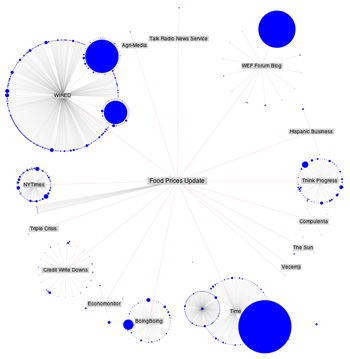 Talk Radio News Service
Agri-Media
WEF Forum Blog
WIRED
Hispanic Business
NYTimes
Food Prices Update
Think Progress
Triple Crisis
Compulenta
The Sun
Vecernji
Credit Write Downs
Economonitor
BoingBoing
Time